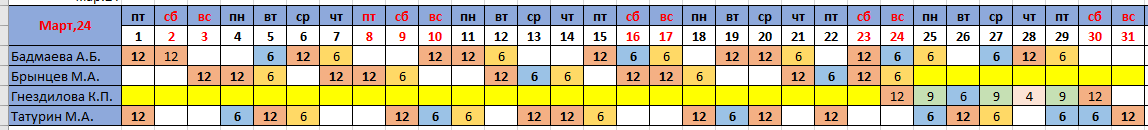 Март,24 пт сб вс пн вт ср чт пт сб вс пн вт ср чт пт сб вс пн вт ср чт пт сб вс пн вт ср чт пт сб вс
1 2 3 4 5 6 7 8 9 10 11 12 13 14 15 16 17 18 19 20 21 22 23 24 25 26 27 28 29 30 31
Бадмаева А.Б. 12 12 6 12 6 12 12 6 12 6 6 12 12 6 12 6 6 6 12 6
Брынцев М.А. 12 12 6 12 12 6 12 6 6 12 12 6 12 6 12 6
Гнездилова К.П. 12 9 6 9 4 9 12
Татурин М.А. 12 6 12 6 12 6 6 12 12 6 12 6 12 12 6 12 6 6 6 12